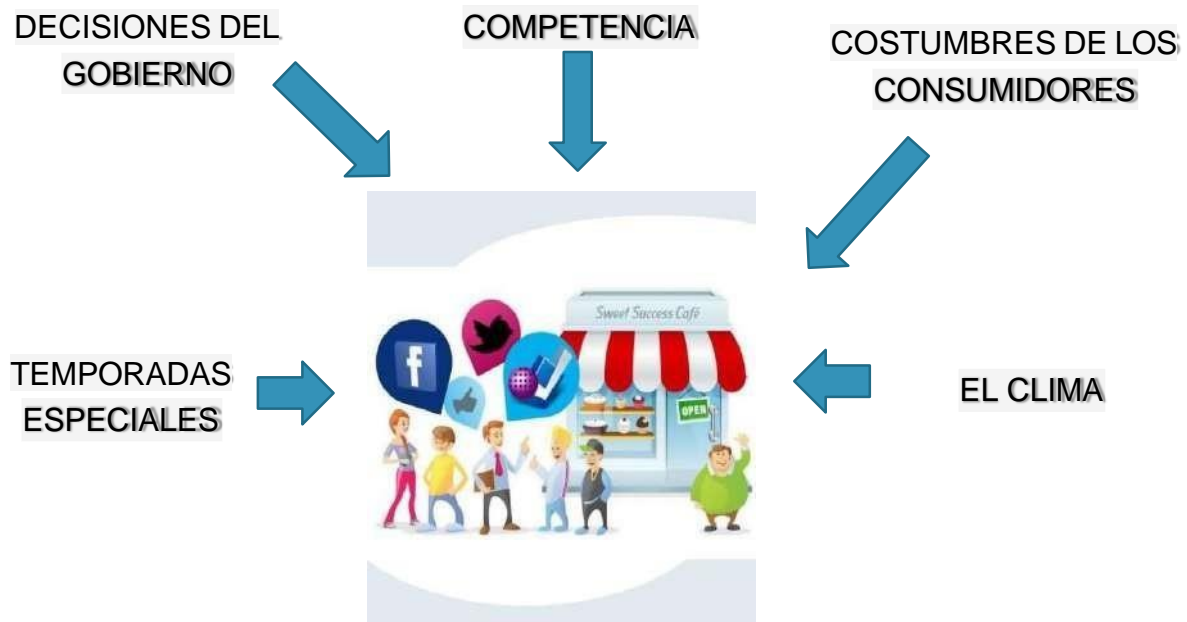 DECISIONES DEL
GOBIERNO
COMPETENCIA
COSTUMBRES DE LOS
CONSUMIDORES
TEMPORADAS
ESPECIALES
EL CLIMA
Sweet Success Café
f
OPEN